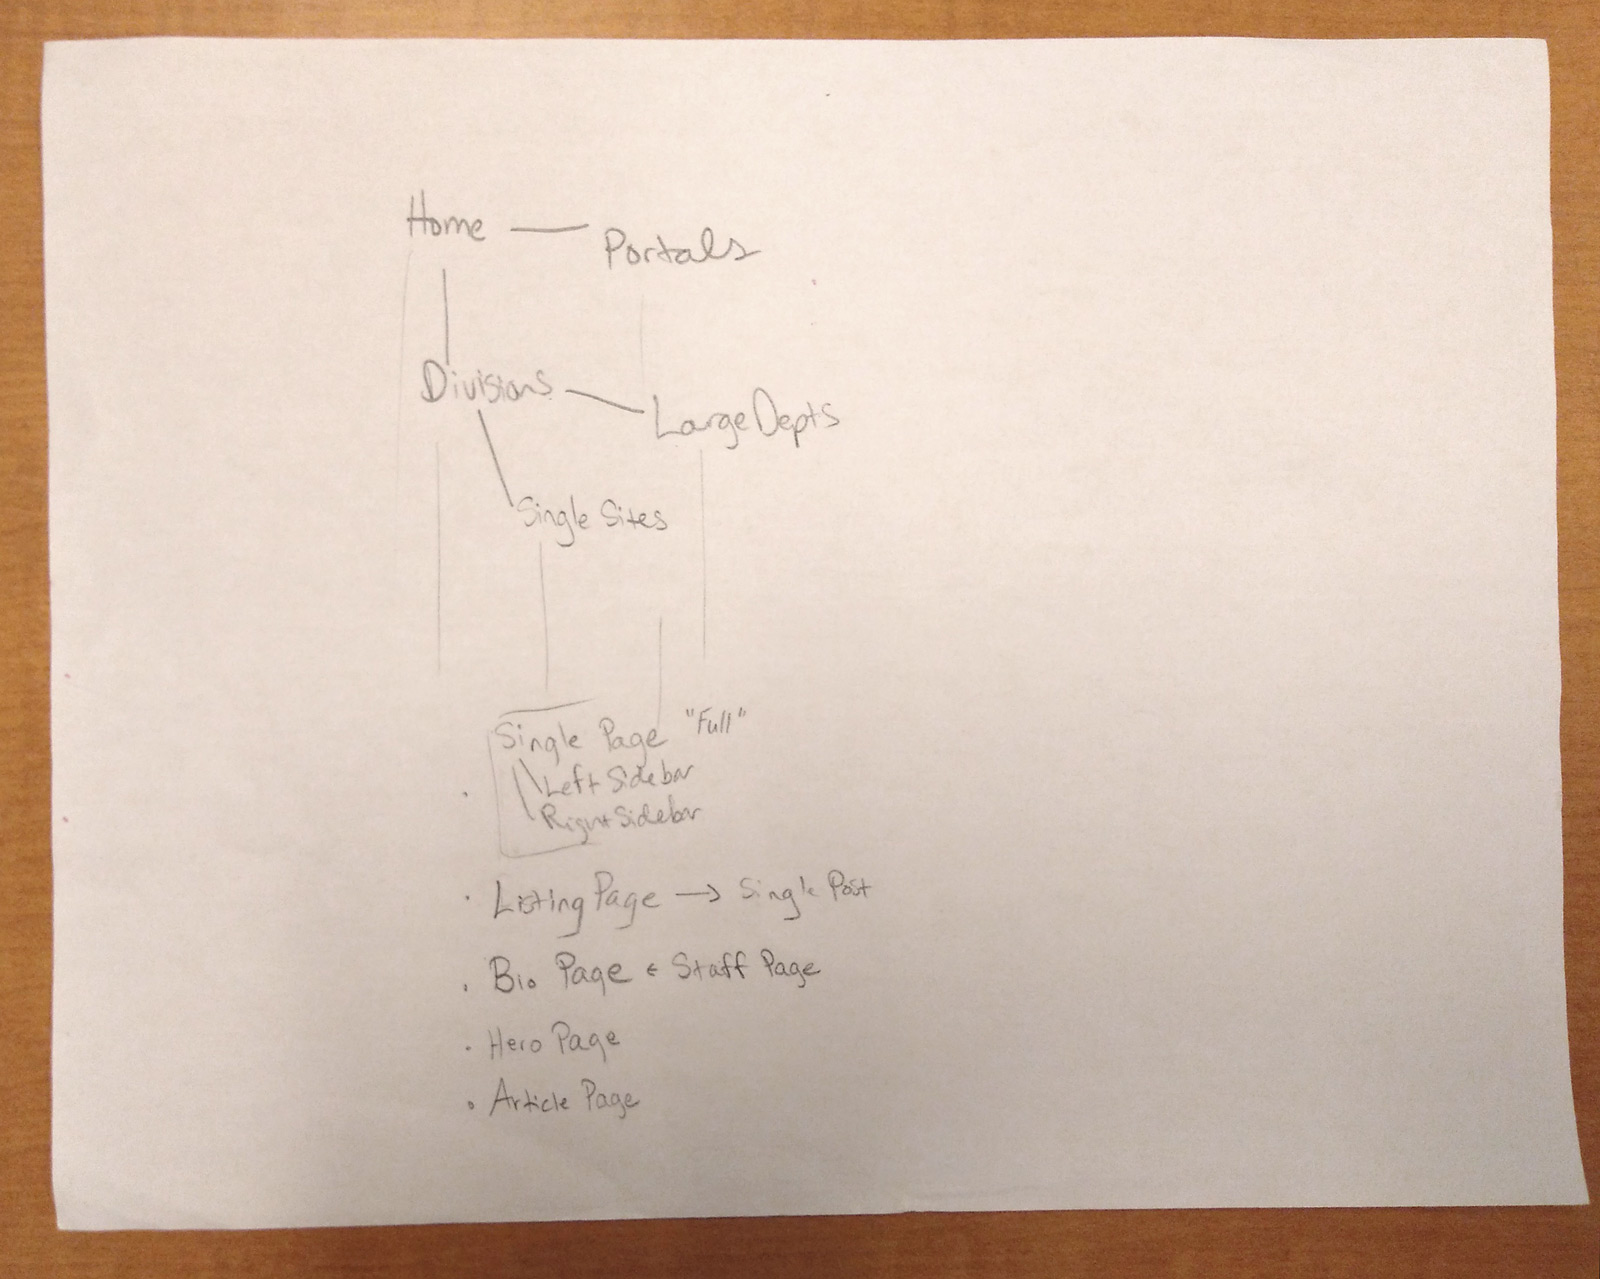 Home — Portals
Divisions — Large Depts
Single Sites
Single Page "Full"
Left Sidebar
Right Sidebar
· Listing Page → Single Post
· Bio Page ← Staff Page
· Hero Page
· Article Page